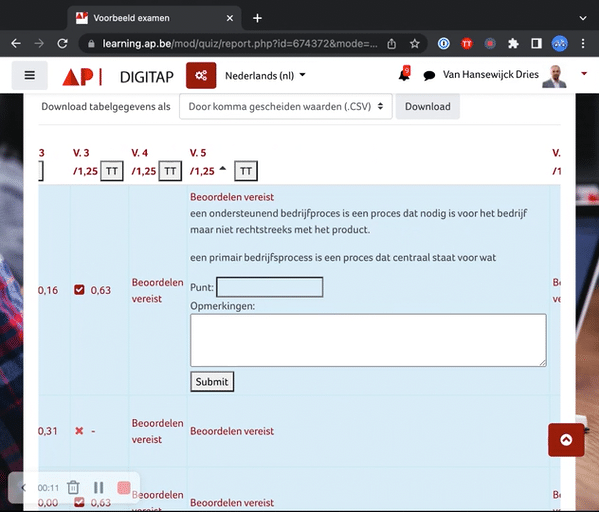 Voorbeeld examen
learning.ap.be/mod/quiz/report.php?id=674372&mode=...
AP DIGITAP
Nederlands (nl)
Van Hansewijck Dries
Download tabelgegevens als
Door komma gescheiden waarden (.CSV)
Download
3 V. 3 V. 4 V. 5 V.
/1,25 TT /1,25 TT /1,25 TT /1
Beoordelen vereist
een ondersteunend bedrijfproces is een proces dat nodig is voor het bedrijf
maar niet rechtstreeks met het product.
een primair bedrijfsprocess is een proces dat centraal staat voor wat
0,16 0,63 Beoordelen
vereist
Punt:
Opmerkingen:
Submit
Be
ve
0,31 - Beoordelen
vereist
Beoordelen vereist
0,00 0,63 Beoordelen
vereist
Beoordelen vereist
00:11